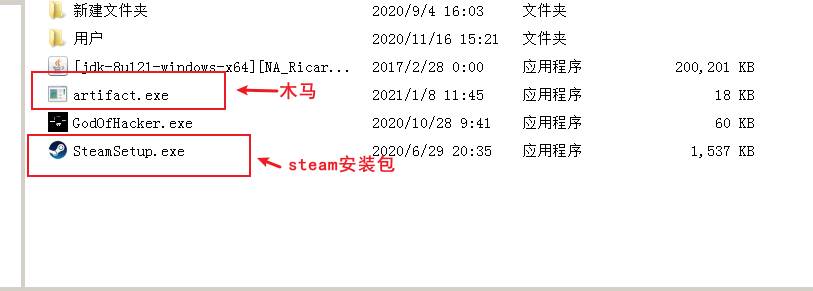 新建文件夹 2020/9/4 16:03 文件夹
用户 2020/11/16 15:21 文件夹
[jdk-8u121-windows-x64][NA_Ricar... 2017/2/28 0:00 应用程序 200,201 KB
artifact.exe 木马 2021/1/8 11:45 应用程序 18 KB
GodOfHacker.exe 2020/10/28 9:41 应用程序 60 KB
SteamSetup.exe 2020/6/29 20:35 应用程序 1,537 KB
steam安装包